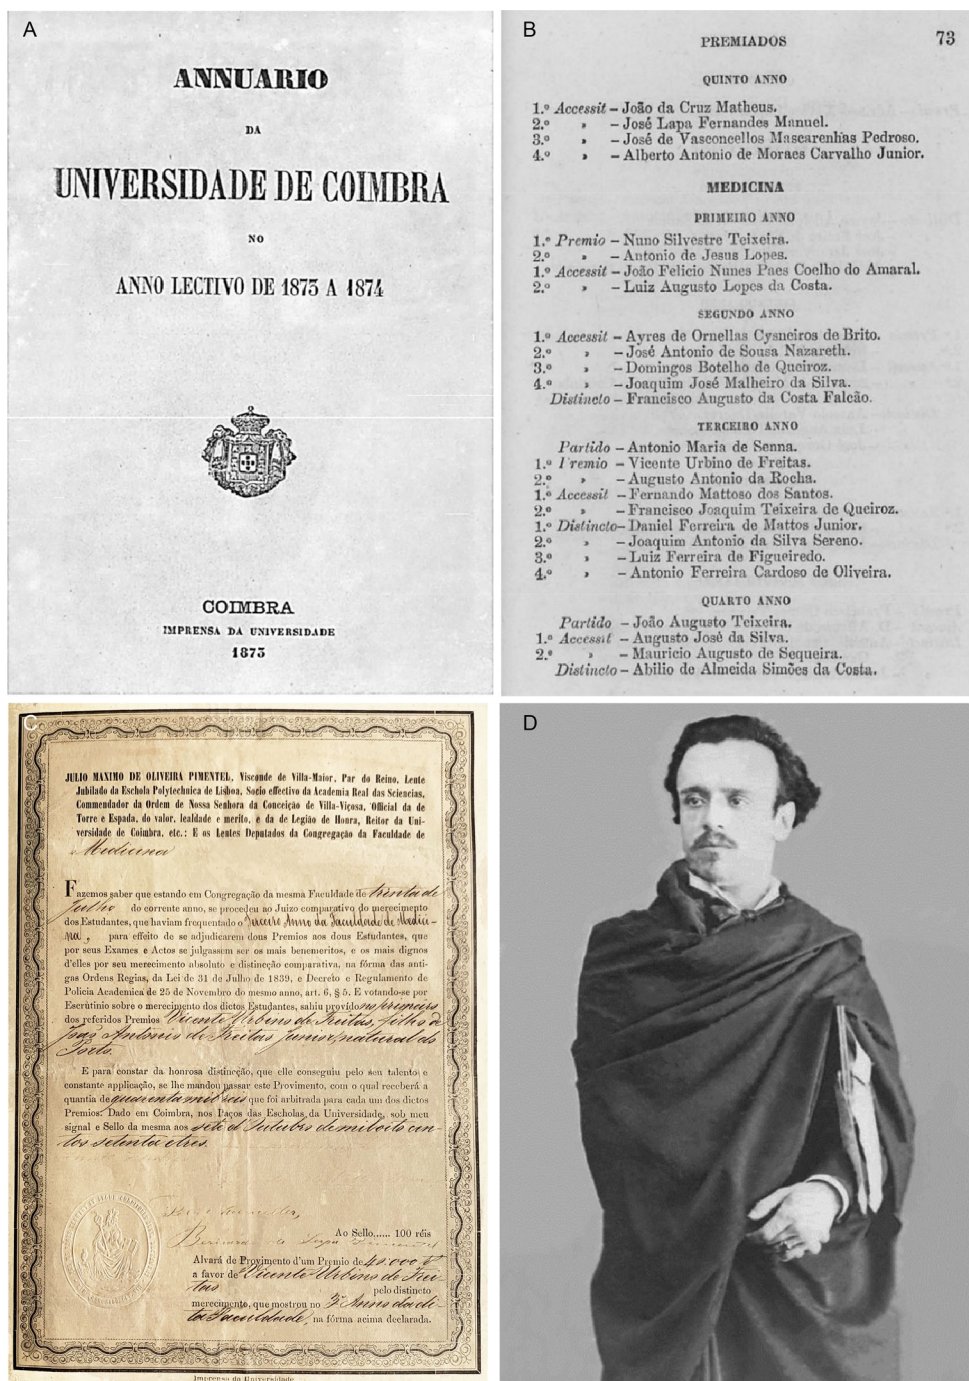 A
ANNUARIO
DA
UNIVERSIDADE DE COIMBRA
NO
ANNO LECTIVO DE 1873 A 1874
COIMBRA
IMPRENSA DA UNIVERSIDADE
1873
B
PREMIADOS
73
QUINTO ANNO
1.º Accessit – João da Cruz Matheus.
2.º » – José Lapa Fernandes Manuel.
3.º » – José de Vasconcellos Mascarenhas Pedroso.
4.º » – Alberto Antonio de Moraes Carvalho Junior.
MEDICINA
PRIMEIRO ANNO
1.º Premio – Nuno Silvestre Teixeira.
2.º » – Antonio de Jesus Lopes.
1.º Accessit – João Felicio Nunes Paes Coelho do Amaral.
2.º » – Luiz Augusto Lopes da Costa.
SEGUNDO ANNO
1.º Accessit – Ayres de Ornellas Cysneiros de Brito.
2.º » – José Antonio de Sousa Nazareth.
3.º » – Domingos Botelho de Queiroz.
4.º » – Joaquim José Malheiro da Silva.
Distincto – Francisco Augusto da Costa Falcão.
TERCEIRO ANNO
Partido – Antonio Maria de Senna.
1.º Premio – Vicente Urbino de Freitas.
2.º » – Augusto Antonio da Rocha.
1.º Accessit – Fernando Mattoso dos Santos.
2.º » – Francisco Joaquim Teixeira de Queiroz.
1.º Distincto – Daniel Ferreira de Mattos Junior.
2.º » – Joaquim Antonio da Silva Sereno.
3.º » – Luiz Ferreira de Figueiredo.
4.º » – Antonio Ferreira Cardoso de Oliveira.
QUARTO ANNO
Partido – João Augusto Teixeira.
1.º Accessit – Augusto José da Silva.
2.º » – Mauricio Augusto de Sequeira.
Distincto – Abilio de Almeida Simões da Costa.
C
JULIO MAXIMO DE OLIVEIRA PIMENTEL, Visconde de Villa-Maior, Par do Reino, Lente
Jubilado da Eschola Polytechnica de Lisboa, Socio effectivo da Academia Real das Sciencias,
Commendador da Ordem de Nossa Senhora da Conceição de Villa-Viçosa, Official da de
Torre e Espada, do valor, lealdade e merito, e da de Legião de Honra, Reitor da Uni-
versidade de Coimbra, etc.: E os Lentes Deputados da Congregação da Faculdade de
Medicina
Fazemos saber que estando em Congregação da mesma Faculdade de trinta de
Julho do corrente anno, se procedeu ao Juizo comparativo do merecimento
dos Estudantes, que haviam frequentado o Terceiro Anno da Faculdade de Medici-
na, para effeito de se adjudicarem dous Premios aos dous Estudantes, que
por seus Exames e Actos se julgassem ser os mais benemeritos, e os mais dignos
d'elles por seu merecimento absoluto e distincção comparativa, na fórma das anti-
gas Ordens Regias, da Lei de 31 de Julho de 1839, e Decreto e Regulamento de
Policia Academica de 25 de Novembro do mesmo anno, art. 6, § 5. E votando-se por
Escrutinio sobre o merecimento dos dictos Estudantes, sahiu provído no primeiro
dos referidos Premios Vicente Urbino de Freitas, filho de
José Antonio de Freitas Junior, natural do
Porto.
E para constar da honrosa distincção, que elle conseguiu pelo seu talento e
constante applicação, se lhe mandou passar este Provimento, com o qual receberá a
quantia de quarenta mil reis que foi arbitrada para cada um dos dictos
Premios. Dado em Coimbra, nos Paços das Escholas da Universidade, sob meu
signal e Sello da mesma aos sete d'Outubro de mil oito cen-
tos setenta e tres.
Ao Sello...... 100 réis
Alvará de Provimento d'um Premio de 40.000 rs
a favor de Vicente Urbino de Frei-
tas pelo distincto
merecimento, que mostrou no 3º Anno da di-
ta Faculdade, na fórma acima declarada.
Imprensa da Universidade
D